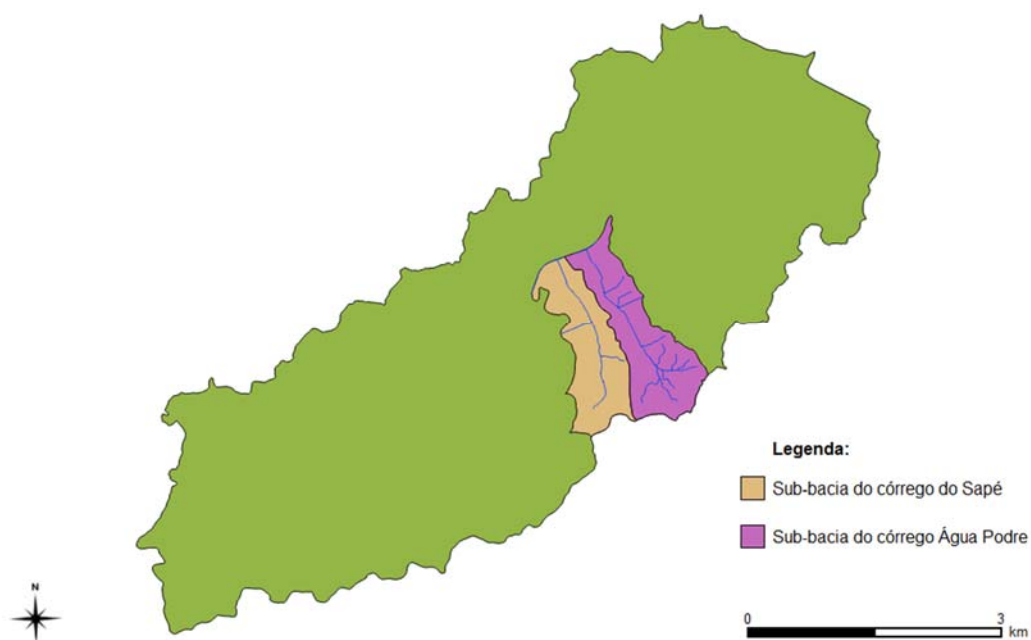 Legenda:
Sub-bacia do córrego do Sapé
Sub-bacia do córrego Água Podre
N
0 3
km